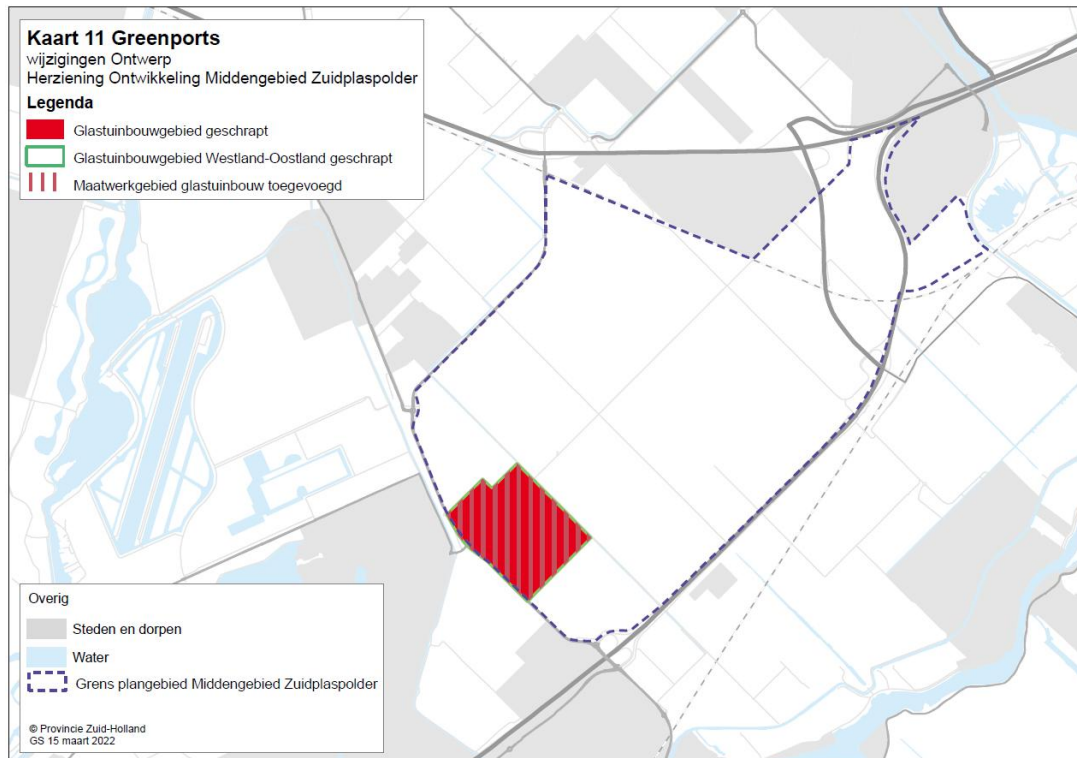 Kaart 11 Greenports
wijzigingen Ontwerp
Herziening Ontwikkeling Middengebied Zuidplaspolder
Legenda
Glastuinbouwgebied geschrapt
Glastuinbouwgebied Westland-Oostland geschrapt
Maatwerkgebied glastuinbouw toegevoegd
Overig
Steden en dorpen
Water
Grens plangebied Middengebied Zuidplaspolder
© Provincie Zuid-Holland
GS 15 maart 2022